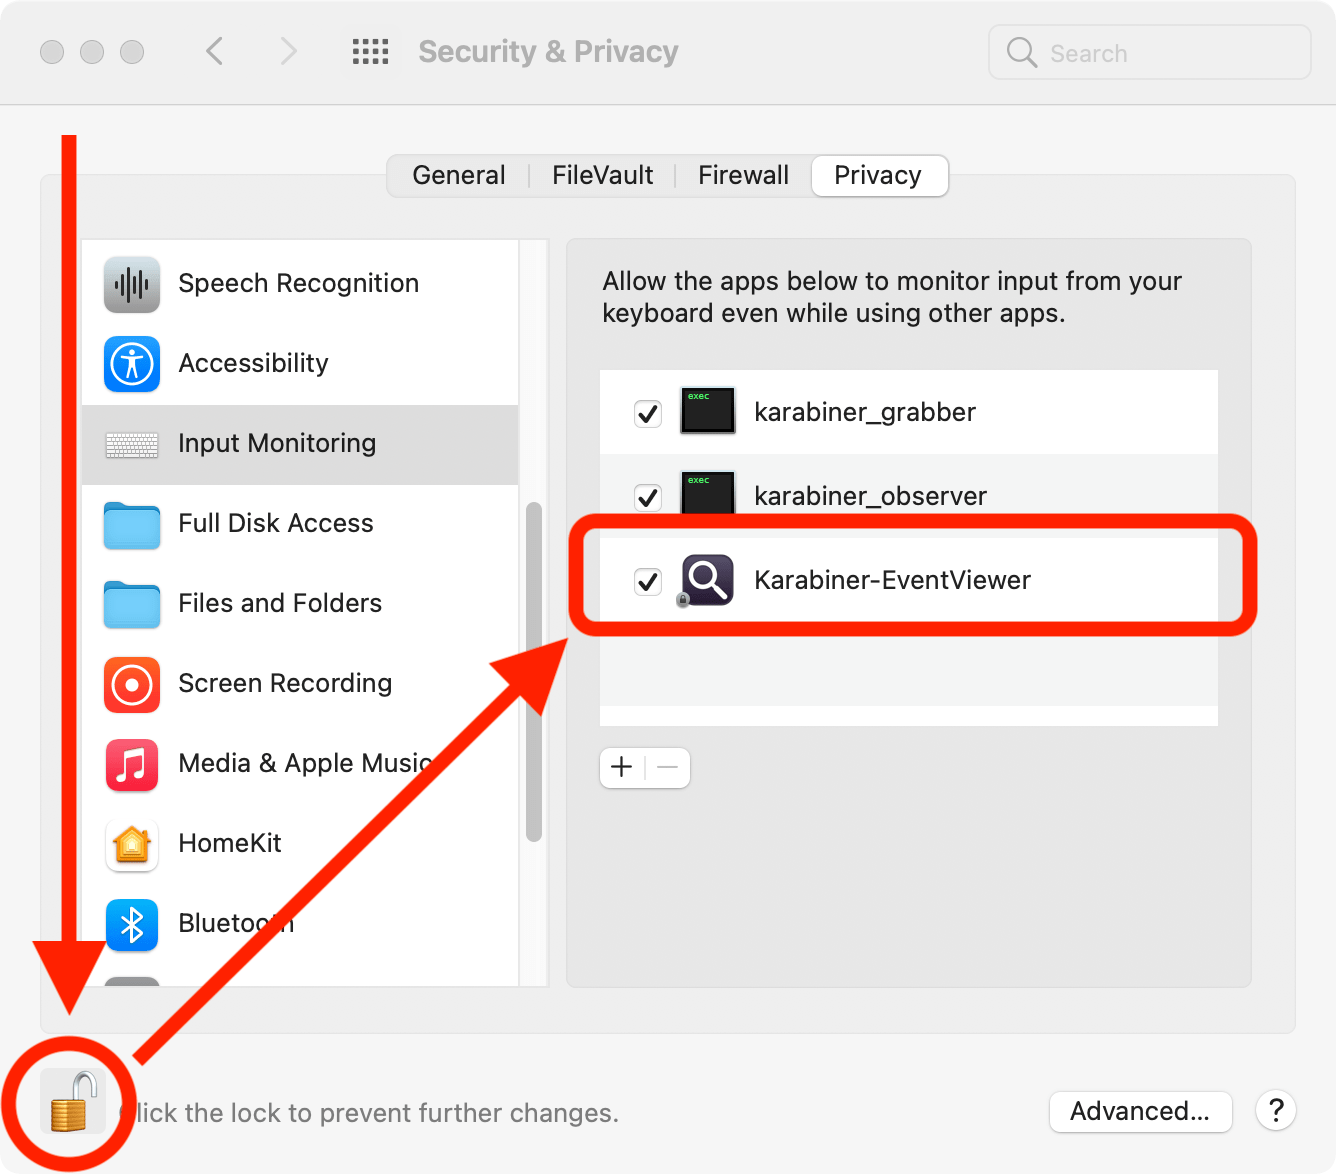 Security & Privacy
Search
General
FileVault
Firewall
Privacy
Speech Recognition
Accessibility
Input Monitoring
Full Disk Access
Files and Folders
Screen Recording
Media & Apple Music
HomeKit
Bluetooth
Allow the apps below to monitor input from your
keyboard even while using other apps.
exec
karabiner_grabber
exec
karabiner_observer
Karabiner-EventViewer
Click the lock to prevent further changes.
Advanced...
?